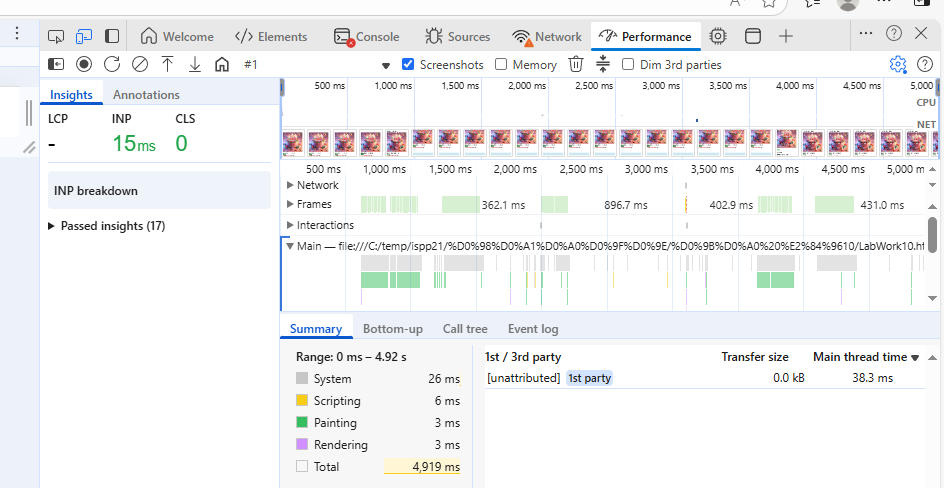 Welcome
Elements
Console
Sources
Network
Performance
#1
Screenshots
Memory
Dim 3rd parties
Insights
Annotations
LCP
INP
CLS
-
15ms
0
INP breakdown
Passed insights (17)
500 ms 1,000 ms 1,500 ms 2,000 ms 2,500 ms 3,000 ms 3,500 ms 4,000 ms 4,500 ms 5,000
CPU
NET
500 ms 1,000 ms 1,500 ms 2,000 ms 2,500 ms 3,000 ms 3,500 ms 4,000 ms 4,500 ms 5,000 m
Network
Frames 362.1 ms 896.7 ms 402.9 ms 431.0 ms
Interactions
Main — file:///C:/temp/ispp21/%D0%98%D0%A1%D0%A0%D0%9F%D0%9E/%D0%9B%D0%A0%20%E2%84%9610/LabWork10.ht
Summary
Bottom-up
Call tree
Event log
Range: 0 ms – 4.92 s
System 26 ms
Scripting 6 ms
Painting 3 ms
Rendering 3 ms
Total 4,919 ms
1st / 3rd party Transfer size Main thread time
[unattributed] 1st party 0.0 kB 38.3 ms